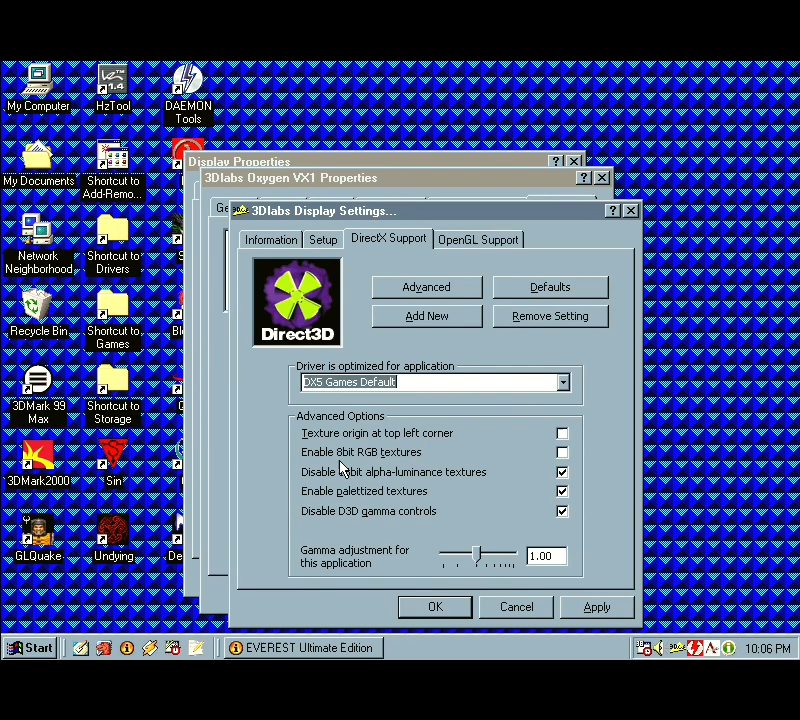 My Computer
HzTool
1.4
DAEMON
Tools
My Documents
Shortcut to
Add-Remo...
Network
Neighborhood
Shortcut to
Drivers
Recycle Bin
Shortcut to
Games
3DMark 99
Max
Shortcut to
Storage
3DMark2000
Sin
GLQuake
Undying
Display Properties
3Dlabs Oxygen VX1 Properties
Ge
3Dlabs Display Settings...
Information
Setup
DirectX Support
OpenGL Support
Direct3D
Advanced
Defaults
Add New
Remove Setting
Driver is optimized for application
DX5 Games Default
Advanced Options
Texture origin at top left corner
Enable 8bit RGB textures
Disable bit alpha-luminance textures
Enable palettized textures
Disable D3D gamma controls
Gamma adjustment for
this application
1.00
OK
Cancel
Apply
Start
EVEREST Ultimate Edition
10:06 PM